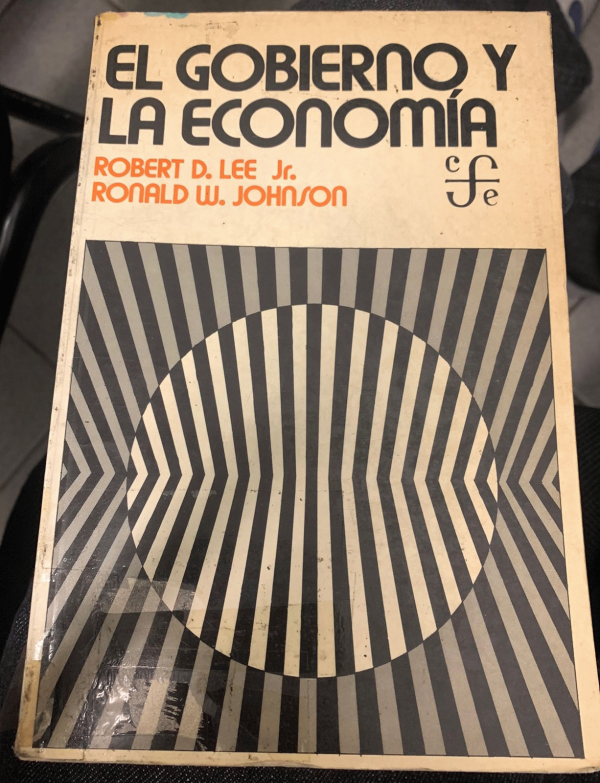 EL GOBIERNO Y
LA ECONOMÍA
ROBERT D. LEE Jr.
RONALD W. JOHNSON
cfe